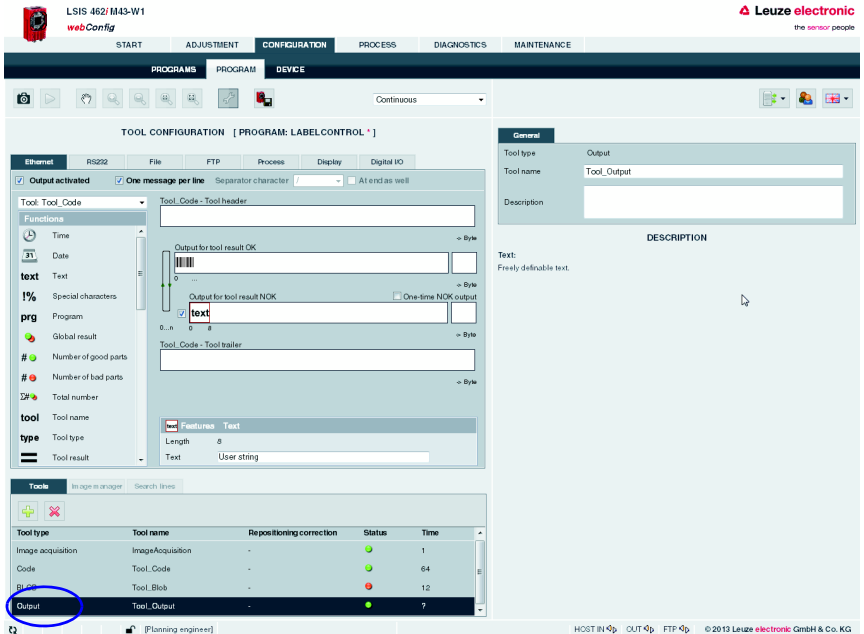 LSIS 462i M43-W1
webConfig
Leuze electronic
the sensor people
START ADJUSTMENT CONFIGURATION PROCESS DIAGNOSTICS MAINTENANCE
PROGRAMS PROGRAM DEVICE
Continuous
TOOL CONFIGURATION [ PROGRAM: LABELCONTROL * ]
Ethernet RS232 File FTP Process Display Digital I/O
Output activated One message per line Separator character / At end as well
Tool: Tool_Code
Functions
Time
31 Date
text Text
!% Special characters
prg Program
Global result
# Number of good parts
# Number of bad parts
Σ# Total number
tool Tool name
type Tool type
Tool result
Tool_Code - Tool header
-> Byte
Output for tool result OK
0 ...
-> Byte
Output for tool result NOK One-time NOK output
text
0...n 0 8
-> Byte
Tool_Code - Tool trailer
-> Byte
text Features Text
Length 8
Text User string
General
Tool type Output
Tool name Tool_Output
Description
DESCRIPTION
Text:
Freely definable text.
Tools Image manager Search lines
Tool type Tool name Repositioning correction Status Time
Image acquisition ImageAcquisition - 1
Code Tool_Code - 64
BLOB Tool_Blob - 12
Output Tool_Output - ?
[Planning engineer]
HOST IN OUT FTP © 2013 Leuze electronic GmbH & Co. KG